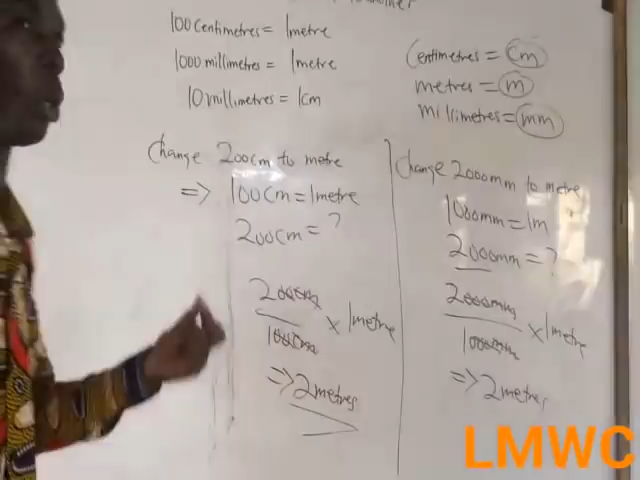 100 Centimetres = 1metre
1000 millimetres = 1metre
10 millimetres = 1cm
Centimetres = cm
metres = m
millimetres = mm
Change 200cm to metre
=> 100cm = 1metre
200cm = ?
200cm
100cm
x 1metre
=> 2metres
Change 2000mm to metre
1000mm = 1m
2000mm = ?
2000mm
1000mm
x 1metre
=> 2metres
LMWC